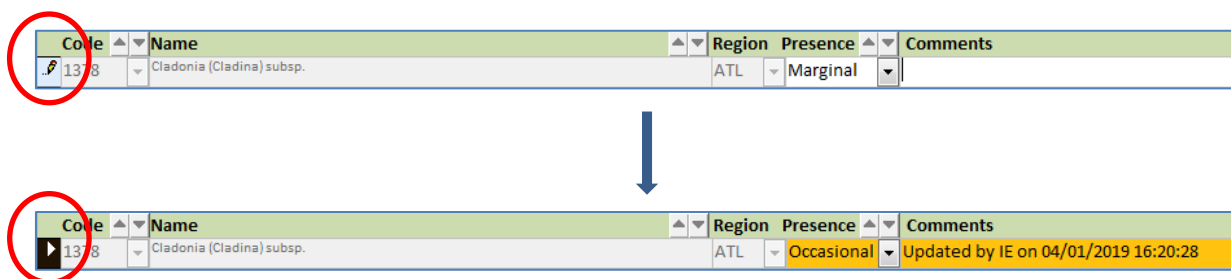 Code Name Region Presence Comments
1378 Cladonia (Cladina) subsp. ATL Marginal
Code Name Region Presence Comments
1378 Cladonia (Cladina) subsp. ATL Occasional Updated by IE on 04/01/2019 16:20:28